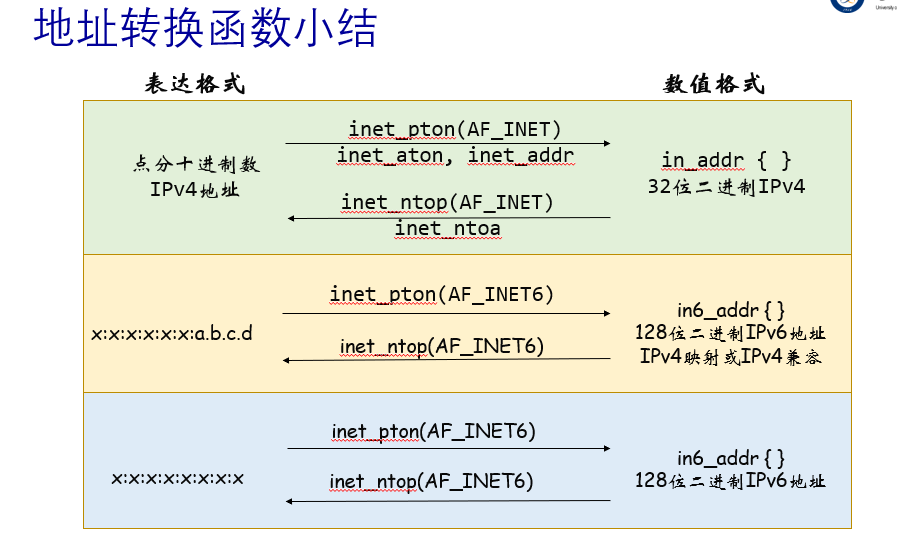 地址转换函数小结
University o
表达格式
数值格式
inet_pton(AF_INET)
inet_aton, inet_addr
点分十进制数
IPv4地址
in_addr { }
32位二进制IPv4
inet_ntop(AF_INET)
inet_ntoa
inet_pton(AF_INET6)
x:x:x:x:x:x:a.b.c.d
inet_ntop(AF_INET6)
in6_addr { }
128位二进制IPv6地址
IPv4映射或IPv4兼容
inet_pton(AF_INET6)
x:x:x:x:x:x:x:x
inet_ntop(AF_INET6)
in6_addr { }
128位二进制IPv6地址